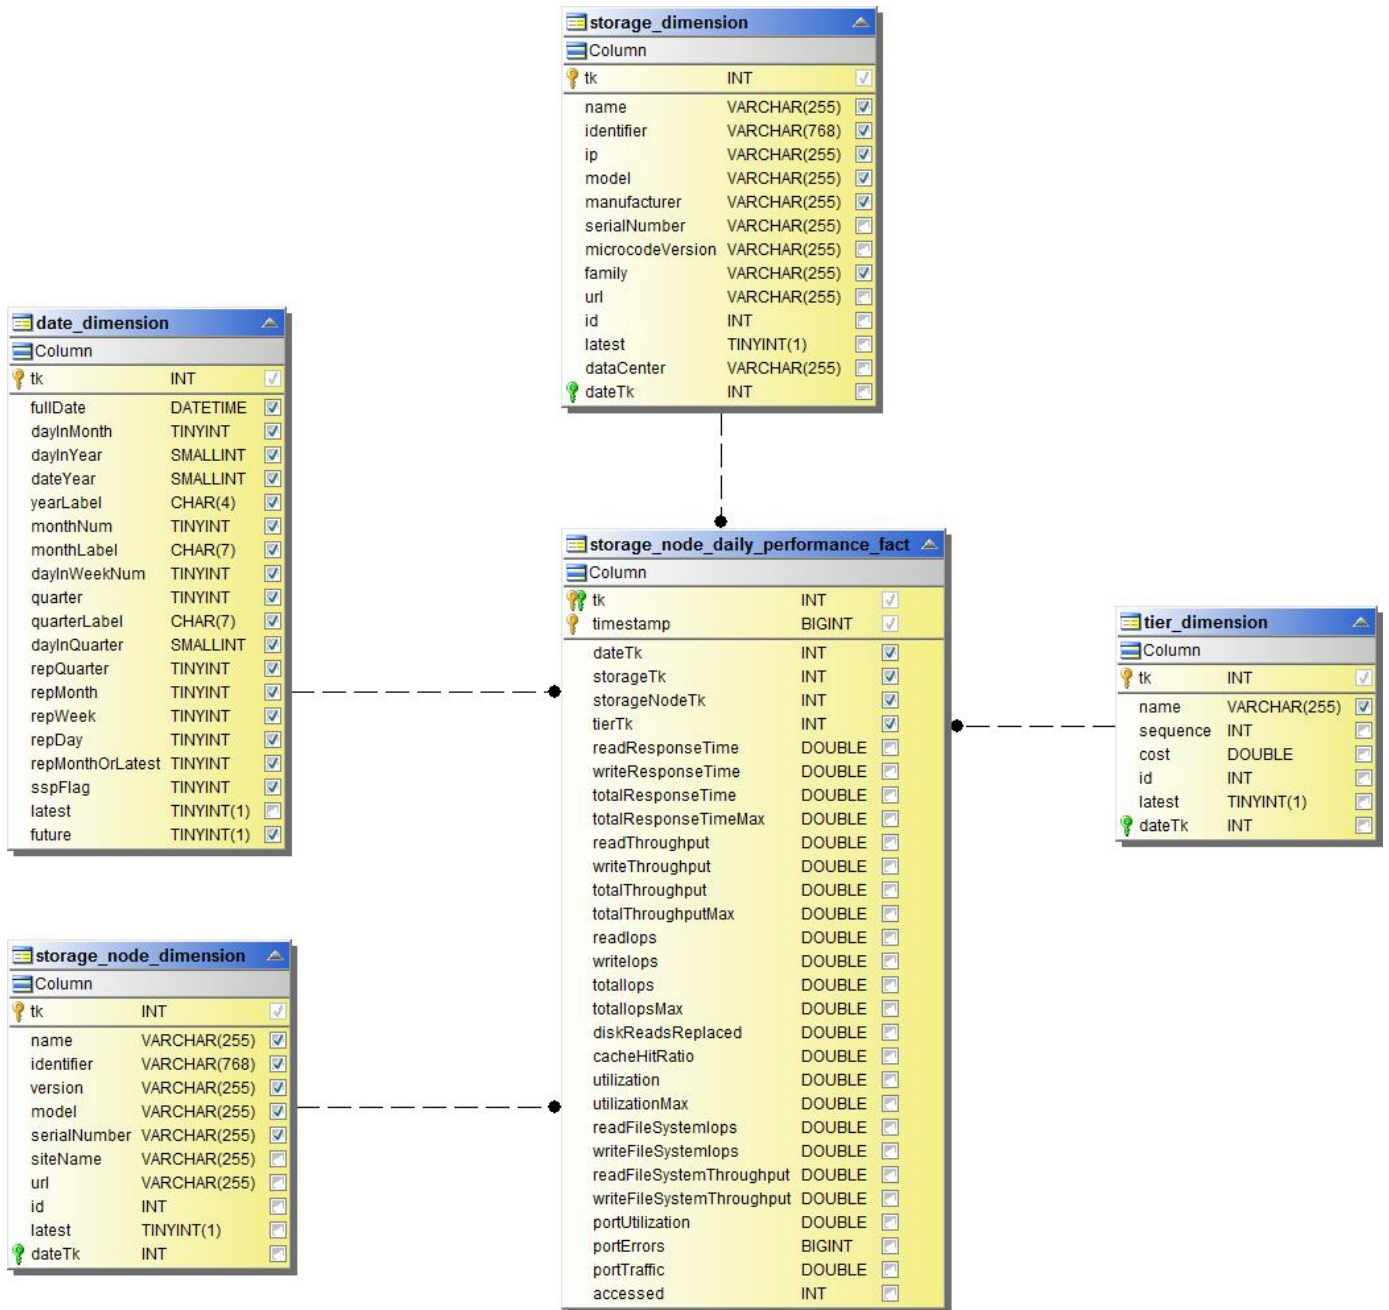 storage_dimension
Column
tk INT
name VARCHAR(255)
identifier VARCHAR(768)
ip VARCHAR(255)
model VARCHAR(255)
manufacturer VARCHAR(255)
serialNumber VARCHAR(255)
microcodeVersion VARCHAR(255)
family VARCHAR(255)
url VARCHAR(255)
id INT
latest TINYINT(1)
dataCenter VARCHAR(255)
dateTk INT
date_dimension
Column
tk INT
fullDate DATETIME
dayInMonth TINYINT
dayInYear SMALLINT
dateYear SMALLINT
yearLabel CHAR(4)
monthNum TINYINT
monthLabel CHAR(7)
dayInWeekNum TINYINT
quarter TINYINT
quarterLabel CHAR(7)
dayInQuarter SMALLINT
repQuarter TINYINT
repMonth TINYINT
repWeek TINYINT
repDay TINYINT
repMonthOrLatest TINYINT
sspFlag TINYINT
latest TINYINT(1)
future TINYINT(1)
storage_node_daily_performance_fact
Column
tk INT
timestamp BIGINT
dateTk INT
storageTk INT
storageNodeTk INT
tierTk INT
readResponseTime DOUBLE
writeResponseTime DOUBLE
totalResponseTime DOUBLE
totalResponseTimeMax DOUBLE
readThroughput DOUBLE
writeThroughput DOUBLE
totalThroughput DOUBLE
totalThroughputMax DOUBLE
readIops DOUBLE
writeIops DOUBLE
totalIops DOUBLE
totalIopsMax DOUBLE
diskReadsReplaced DOUBLE
cacheHitRatio DOUBLE
utilization DOUBLE
utilizationMax DOUBLE
readFileSystemIops DOUBLE
writeFileSystemIops DOUBLE
readFileSystemThroughput DOUBLE
writeFileSystemThroughput DOUBLE
portUtilization DOUBLE
portErrors BIGINT
portTraffic DOUBLE
accessed INT
tier_dimension
Column
tk INT
name VARCHAR(255)
sequence INT
cost DOUBLE
id INT
latest TINYINT(1)
dateTk INT
storage_node_dimension
Column
tk INT
name VARCHAR(255)
identifier VARCHAR(768)
version VARCHAR(255)
model VARCHAR(255)
serialNumber VARCHAR(255)
siteName VARCHAR(255)
url VARCHAR(255)
id INT
latest TINYINT(1)
dateTk INT